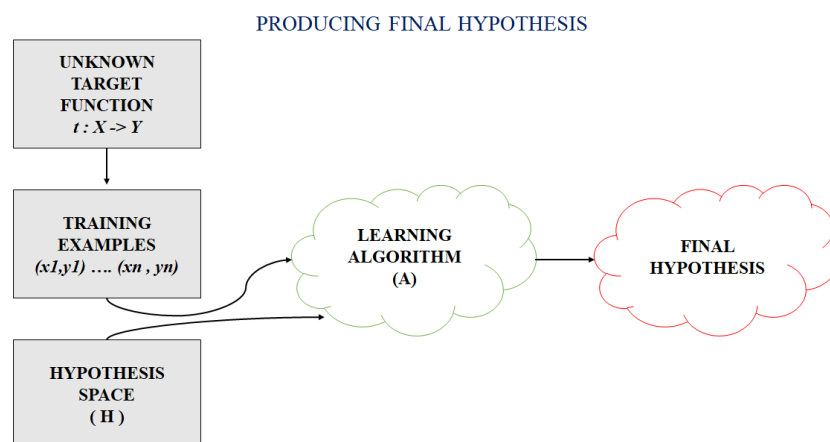 PRODUCING FINAL HYPOTHESIS
UNKNOWN
TARGET
FUNCTION
t : X -> Y
TRAINING
EXAMPLES
(x1,y1) …. (xn , yn)
HYPOTHESIS
SPACE
( H )
LEARNING
ALGORITHM
(A)
FINAL
HYPOTHESIS